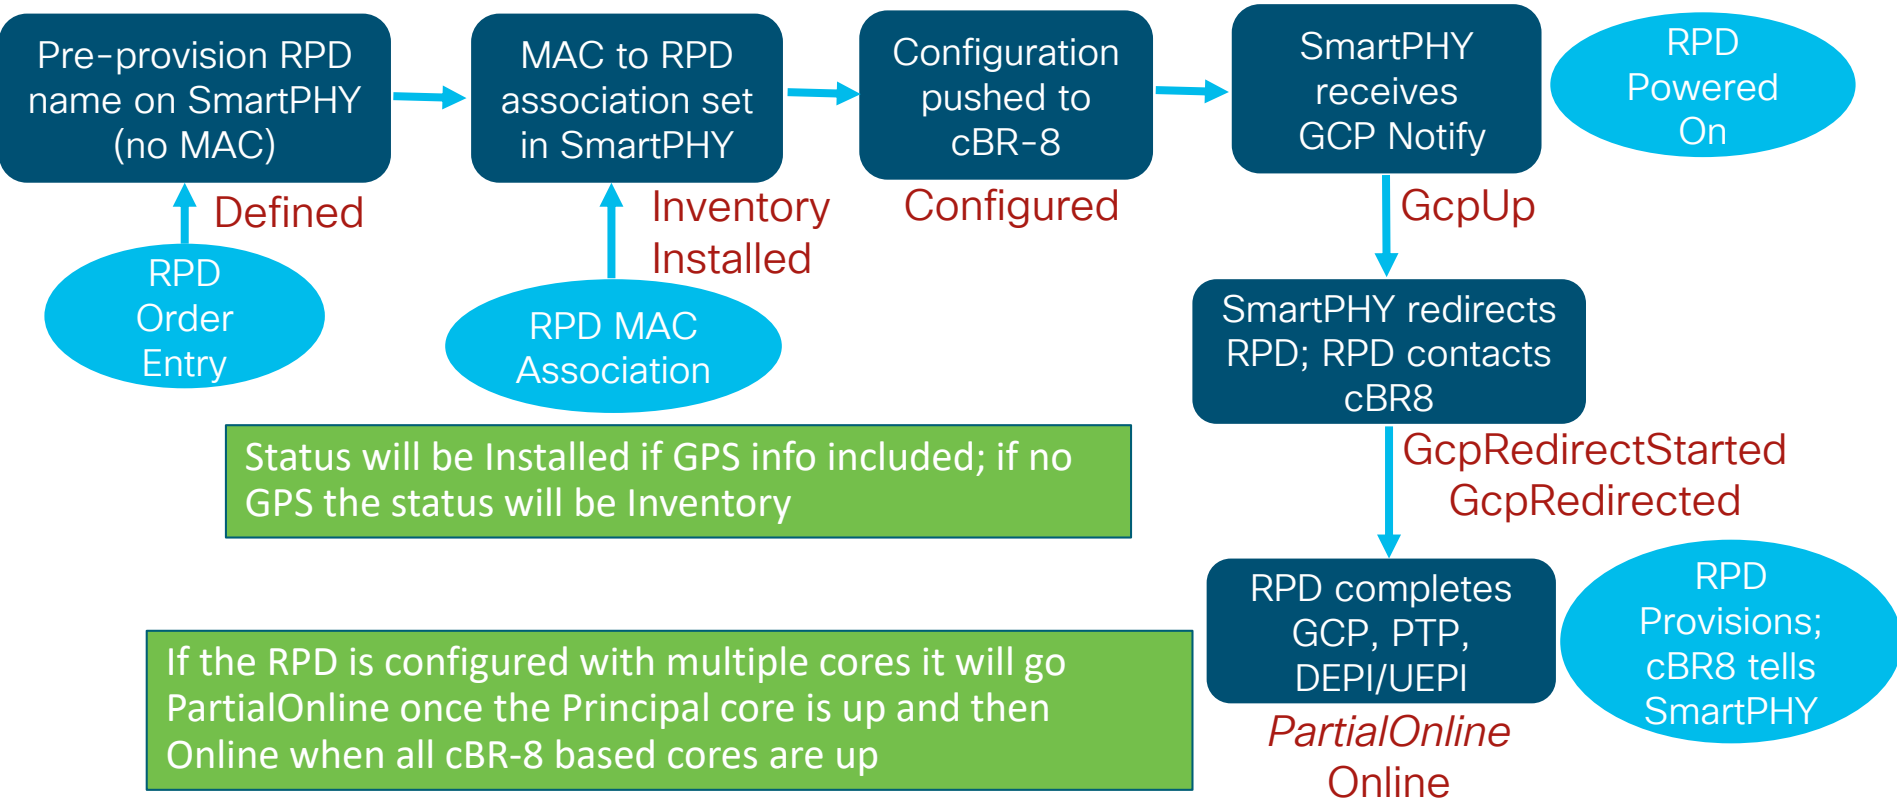 Pre-provision RPD
name on SmartPHY
(no MAC)
MAC to RPD
association set
in SmartPHY
Configuration
pushed to
cBR-8
SmartPHY
receives
GCP Notify
RPD
Powered
On
Defined
Inventory
Installed
Configured
GcpUp
RPD
Order
Entry
RPD MAC
Association
SmartPHY redirects
RPD; RPD contacts
cBR8
Status will be Installed if GPS info included; if no
GPS the status will be Inventory
GcpRedirectStarted
GcpRedirected
RPD completes
GCP, PTP,
DEPI/UEPI
RPD
Provisions;
cBR8 tells
SmartPHY
If the RPD is configured with multiple cores it will go
PartialOnline once the Principal core is up and then
Online when all cBR-8 based cores are up
PartialOnline
Online